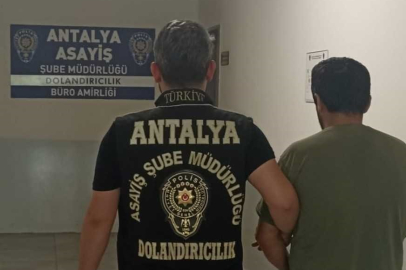 ANTALYA
ASAYİŞ
ŞUBE MÜDÜRLÜĞÜ
DOLANDIRICILIK
BÜRO AMİRLİĞİ
TÜRKİYE
ANTALYA
ASAYİŞ ŞUBE MÜDÜRLÜĞÜ
POLİS
DOLANDIRICILIK